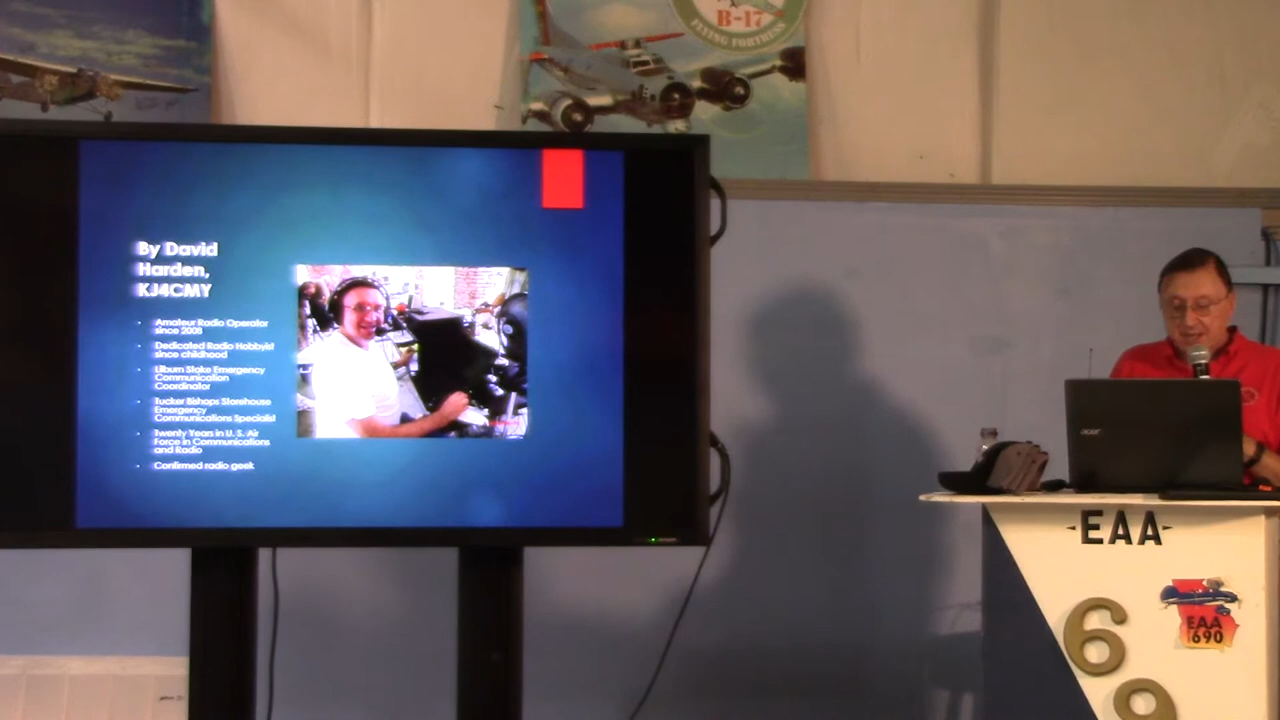 B-17
FLYING FORTRESS
By David
Harden,
KJ4CMY
Amateur Radio Operator
since 2008
Dedicated Radio Hobbyist
since childhood
Lilburn Stake Emergency
Communication
Coordinator
Tucker Bishops Storehouse
Emergency
Communications Specialist
Twenty Years in U. S. Air
Force in Communications
and Radio
Confirmed radio geek
acer
EAA
69
EAA
690